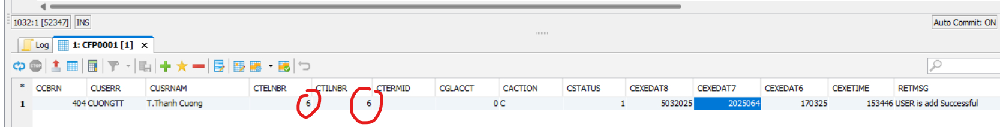 1032:1 [52347] INS Auto Commit: ON
Log 1: CFP0001 [1] X
STOP
* CCBRN CUSERR CUSRNAM CTELNBR CTILNBR CTERMID CGLACCT CACTION CSTATUS CEXEDAT8 CEXEDAT7 CEXEDAT6 CEXETIME RETMSG
1 404 CUONGTT T.Thanh Cuong 6 6 0 C 1 5032025 2025064 170325 153446 USER is add Successful